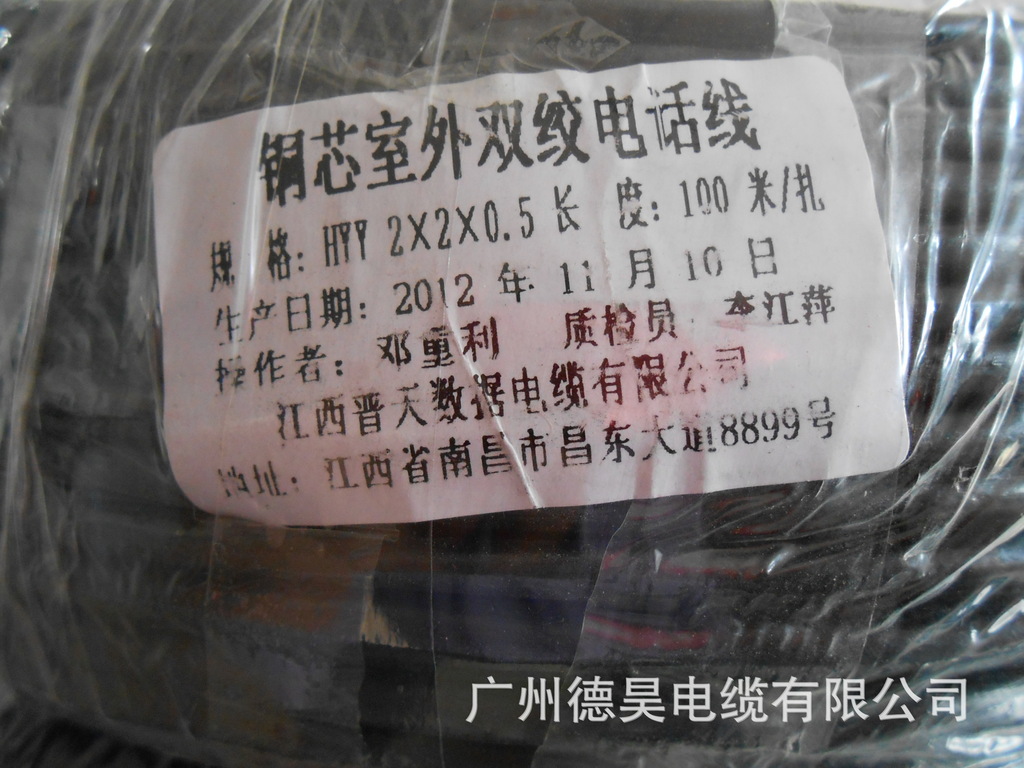 铜芯室外双绞电话线
规 格: HYY 2X2X0.5 长 度: 100 米/扎
生产日期: 2012 年 11 月 10 日
操作者: 邓重利 质检员 李江萍
江西普天数据电缆有限公司
地址: 江西省南昌市昌东大道8899号
广州德昊电缆有限公司